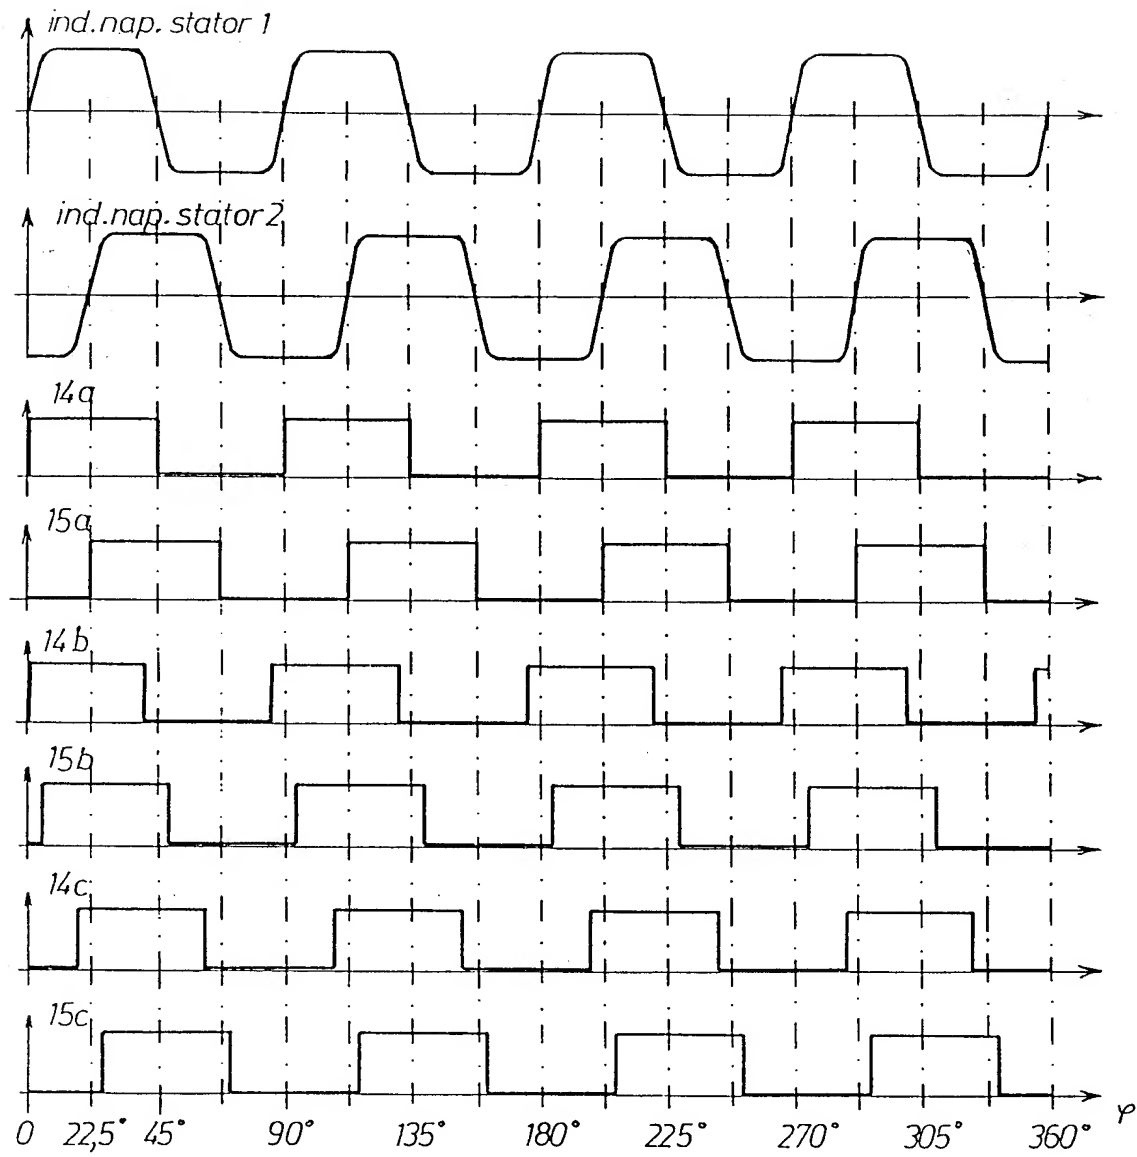 ind.nap.stator 1
ind.nap.stator 2
14a
15a
14b
15b
14c
15c
0 22,5° 45° 90° 135° 180° 225° 270° 305° 360° φ